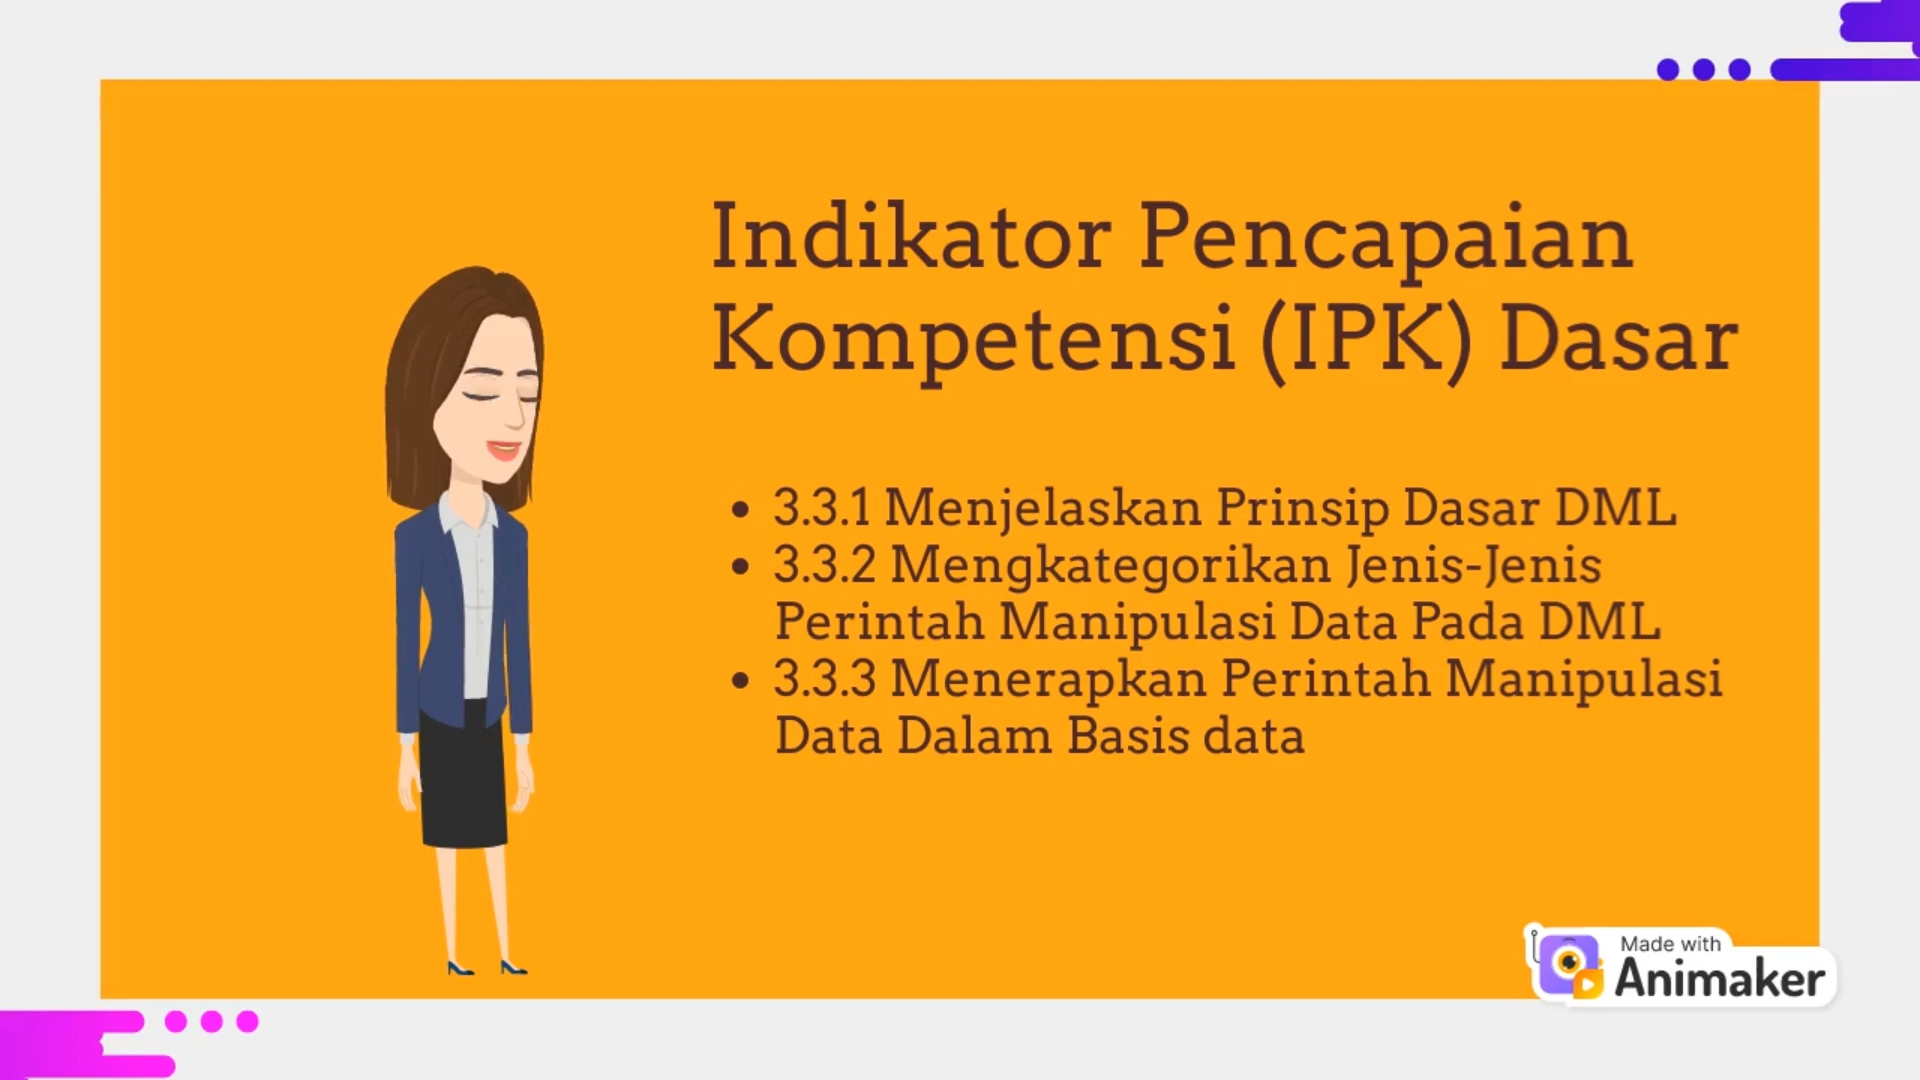 Indikator Pencapaian
Kompetensi (IPK) Dasar
• 3.3.1 Menjelaskan Prinsip Dasar DML
• 3.3.2 Mengkategorikan Jenis-Jenis
Perintah Manipulasi Data Pada DML
• 3.3.3 Menerapkan Perintah Manipulasi
Data Dalam Basis data
Made with
Animaker